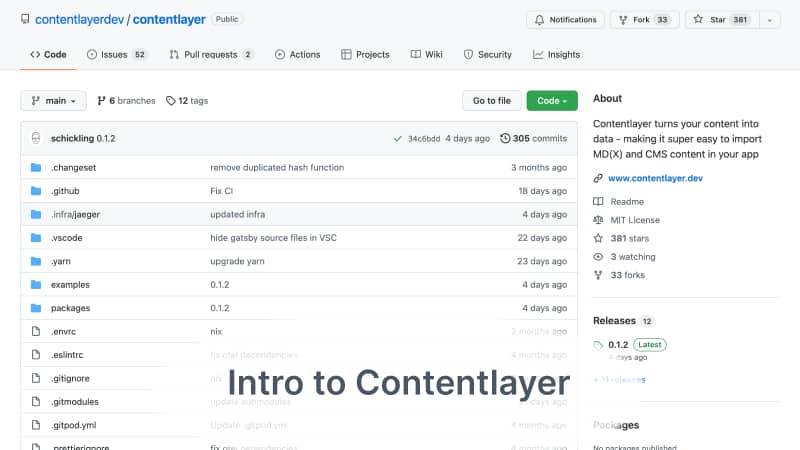 contentlayerdev / contentlayer Public
Notifications Fork 33 Star 381
Code Issues 52 Pull requests 2 Actions Projects Wiki Security Insights
main 6 branches 12 tags Go to file Code
schickling 0.1.2 34c6bdd 4 days ago 305 commits
.changeset remove duplicated hash function 3 months ago
.github Fix CI 18 days ago
.infra/jaeger updated infra 4 days ago
.vscode hide gatsby source files in VSC 22 days ago
.yarn upgrade yarn 23 days ago
examples 0.1.2 4 days ago
packages 0.1.2 4 days ago
.envrc nix 2 months ago
.eslintrc fix otel dependencies 4 months ago
.gitignore nix
.gitmodules update submodules days ago
.gitpod.yml Update .gitpod.yml 4 months ago
.prettierignore fix otel dependencies 4 months ago
Intro to Contentlayer
About
Contentlayer turns your content into
data - making it super easy to import
MD(X) and CMS content in your app
www.contentlayer.dev
Readme
MIT License
381 stars
3 watching
33 forks
Releases 12
0.1.2 Latest
4 days ago
+ 11 releases
Packages
No packages published